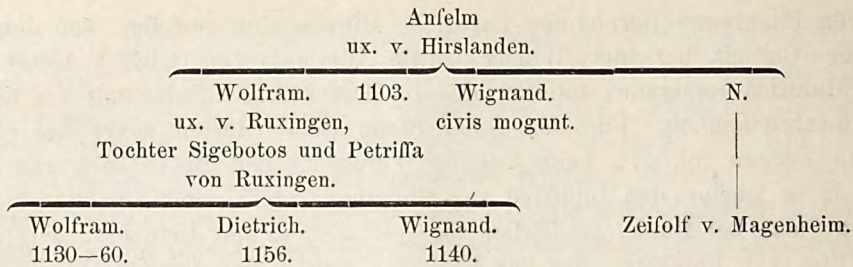 Anſelm
ux. v. Hirslanden.
Wolfram. 1103. Wignand. N.
ux. v. Ruxingen, civis mogunt.
Tochter Sigebotos und Petriſſa
von Ruxingen.
Wolfram. Dietrich. Wignand. Zeiſolf v. Magenheim.
1130—60. 1156. 1140.